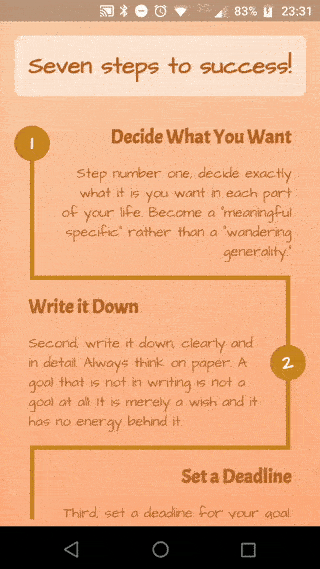 83% 23:31
Seven steps to success!
1
Decide What You Want
Step number one, decide exactly
what it is you want in each part
of your life. Become a "meaningful
specific" rather than a "wandering
generality."
Write it Down
Second, write it down, clearly and
in detail. Always think on paper. A
goal that is not in writing is not a
goal at all. It is merely a wish and it
has no energy behind it.
2
Set a Deadline
Third, set a deadline for your goal.